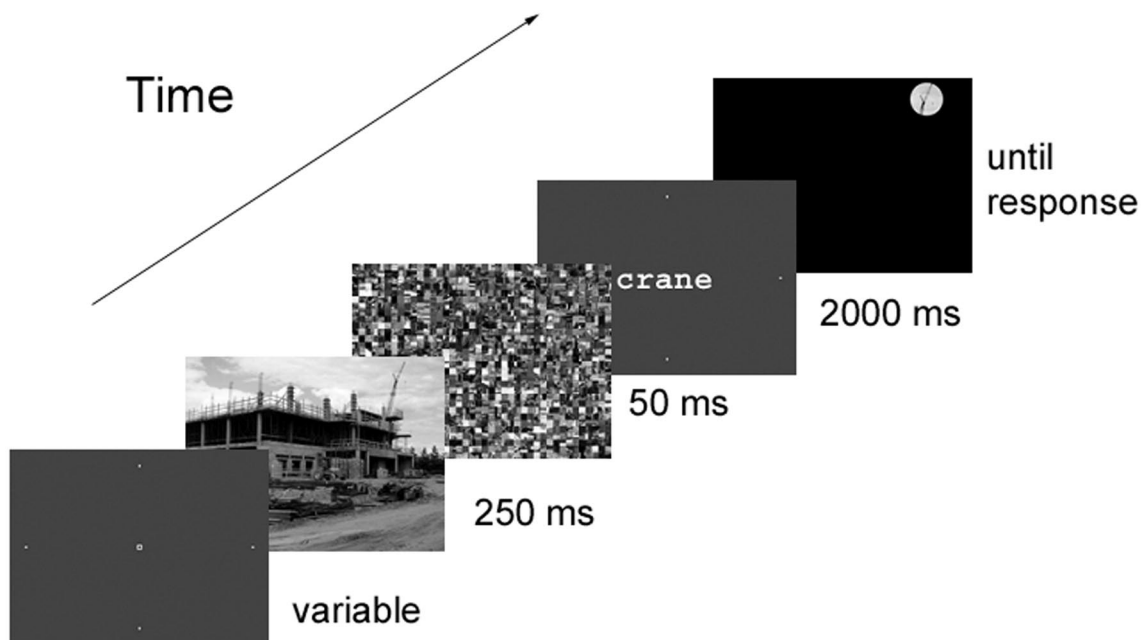 Time
until
response
crane
2000 ms
50 ms
250 ms
variable